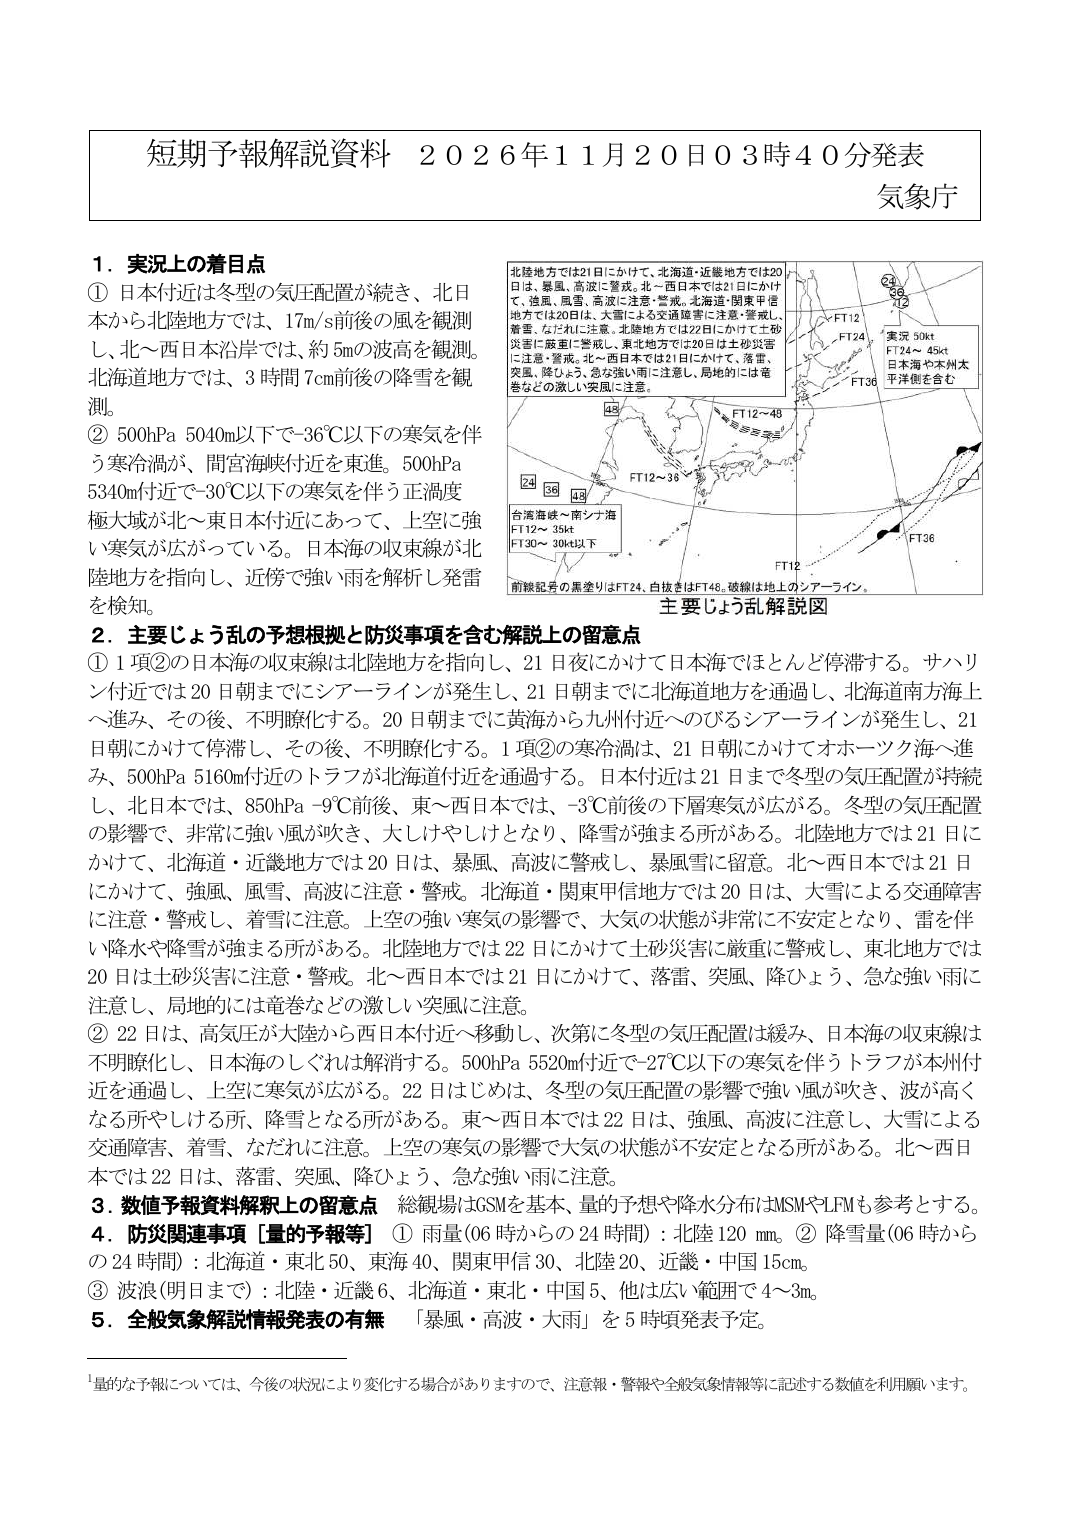 短期予報解説資料　２０２６年１１月２０日０３時４０分発表
気象庁
１．実況上の着目点
① 日本付近は冬型の気圧配置が続き、北日
本から北陸地方では、17m/s前後の風を観測
し、北～西日本沿岸では、約5mの波高を観測。
北海道地方では、3 時間 7cm前後の降雪を観
測。
② 500hPa 5040m以下で-36℃以下の寒気を伴
う寒冷渦が、間宮海峡付近を東進。500hPa
5340m付近で-30℃以下の寒気を伴う正渦度
極大域が北～東日本付近にあって、上空に強
い寒気が広がっている。日本海の収束線が北
陸地方を指向し、近傍で強い雨を解析し発雷
を検知。
北陸地方では21日にかけて、北海道・近畿地方では20
日は、暴風、高波に警戒。北～西日本では21日にかけ
て、強風、風雪、高波に注意・警戒。北海道・関東甲信
地方では20日は、大雪による交通障害に注意・警戒し、
着雪、なだれに注意。北陸地方では22日にかけて土砂
災害に厳重に警戒し、東北地方では20日は土砂災害
に注意・警戒。北～西日本では21日にかけて、落雷、
突風、降ひょう、急な強い雨に注意し、局地的には竜
巻などの激しい突風に注意。
24
36
12
FT12
FT24
FT36
実況 50kt
FT24～ 45kt
日本海や本州太
平洋側を含む
48
FT12～48
FT12～36
24
36
48
台湾海峡～南シナ海
FT12～ 35kt
FT30～ 30kt以下
FT36
FT12
前線記号の黒塗りはFT24、白抜きはFT48。破線は地上のシアーライン。
主要じょう乱解説図
２．主要じょう乱の予想根拠と防災事項を含む解説上の留意点
① 1 項②の日本海の収束線は北陸地方を指向し、21 日夜にかけて日本海でほとんど停滞する。サハリ
ン付近では 20 日朝までにシアーラインが発生し、21 日朝までに北海道地方を通過し、北海道南方海上
へ進み、その後、不明瞭化する。20 日朝までに黄海から九州付近へのびるシアーラインが発生し、21
日朝にかけて停滞し、その後、不明瞭化する。1 項②の寒冷渦は、21 日朝にかけてオホーツク海へ進
み、500hPa 5160m付近のトラフが北海道付近を通過する。日本付近は 21 日まで冬型の気圧配置が持続
し、北日本では、850hPa -9℃前後、東～西日本では、-3℃前後の下層寒気が広がる。冬型の気圧配置
の影響で、非常に強い風が吹き、大しけやしけとなり、降雪が強まる所がある。北陸地方では 21 日に
かけて、北海道・近畿地方では 20 日は、暴風、高波に警戒し、暴風雪に留意。北～西日本では 21 日
にかけて、強風、風雪、高波に注意・警戒。北海道・関東甲信地方では 20 日は、大雪による交通障害
に注意・警戒し、着雪に注意。上空の強い寒気の影響で、大気の状態が非常に不安定となり、雷を伴
い降水や降雪が強まる所がある。北陸地方では 22 日にかけて土砂災害に厳重に警戒し、東北地方では
20 日は土砂災害に注意・警戒。北～西日本では 21 日にかけて、落雷、突風、降ひょう、急な強い雨に
注意し、局地的には竜巻などの激しい突風に注意。
② 22 日は、高気圧が大陸から西日本付近へ移動し、次第に冬型の気圧配置は緩み、日本海の収束線は
不明瞭化し、日本海のしぐれは解消する。500hPa 5520m付近で-27℃以下の寒気を伴うトラフが本州付
近を通過し、上空に寒気が広がる。22 日はじめは、冬型の気圧配置の影響で強い風が吹き、波が高く
なる所やしける所、降雪となる所がある。東～西日本では 22 日は、強風、高波に注意し、大雪による
交通障害、着雪、なだれに注意。上空の寒気の影響で大気の状態が不安定となる所がある。北～西日
本では 22 日は、落雷、突風、降ひょう、急な強い雨に注意。
３．数値予報資料解釈上の留意点　総観場はGSMを基本、量的予想や降水分布はMSMやLFMも参考とする。
４．防災関連事項［量的予報等］ ① 雨量(06 時からの 24 時間)：北陸 120 mm。② 降雪量(06 時から
の 24 時間)：北海道・東北 50、東海 40、関東甲信 30、北陸 20、近畿・中国 15cm。
③ 波浪(明日まで)：北陸・近畿 6、北海道・東北・中国 5、他は広い範囲で 4～3m。
５．全般気象解説情報発表の有無　「暴風・高波・大雨」を 5 時頃発表予定。
1量的な予報については、今後の状況により変化する場合がありますので、注意報・警報や全般気象情報等に記述する数値を利用願います。